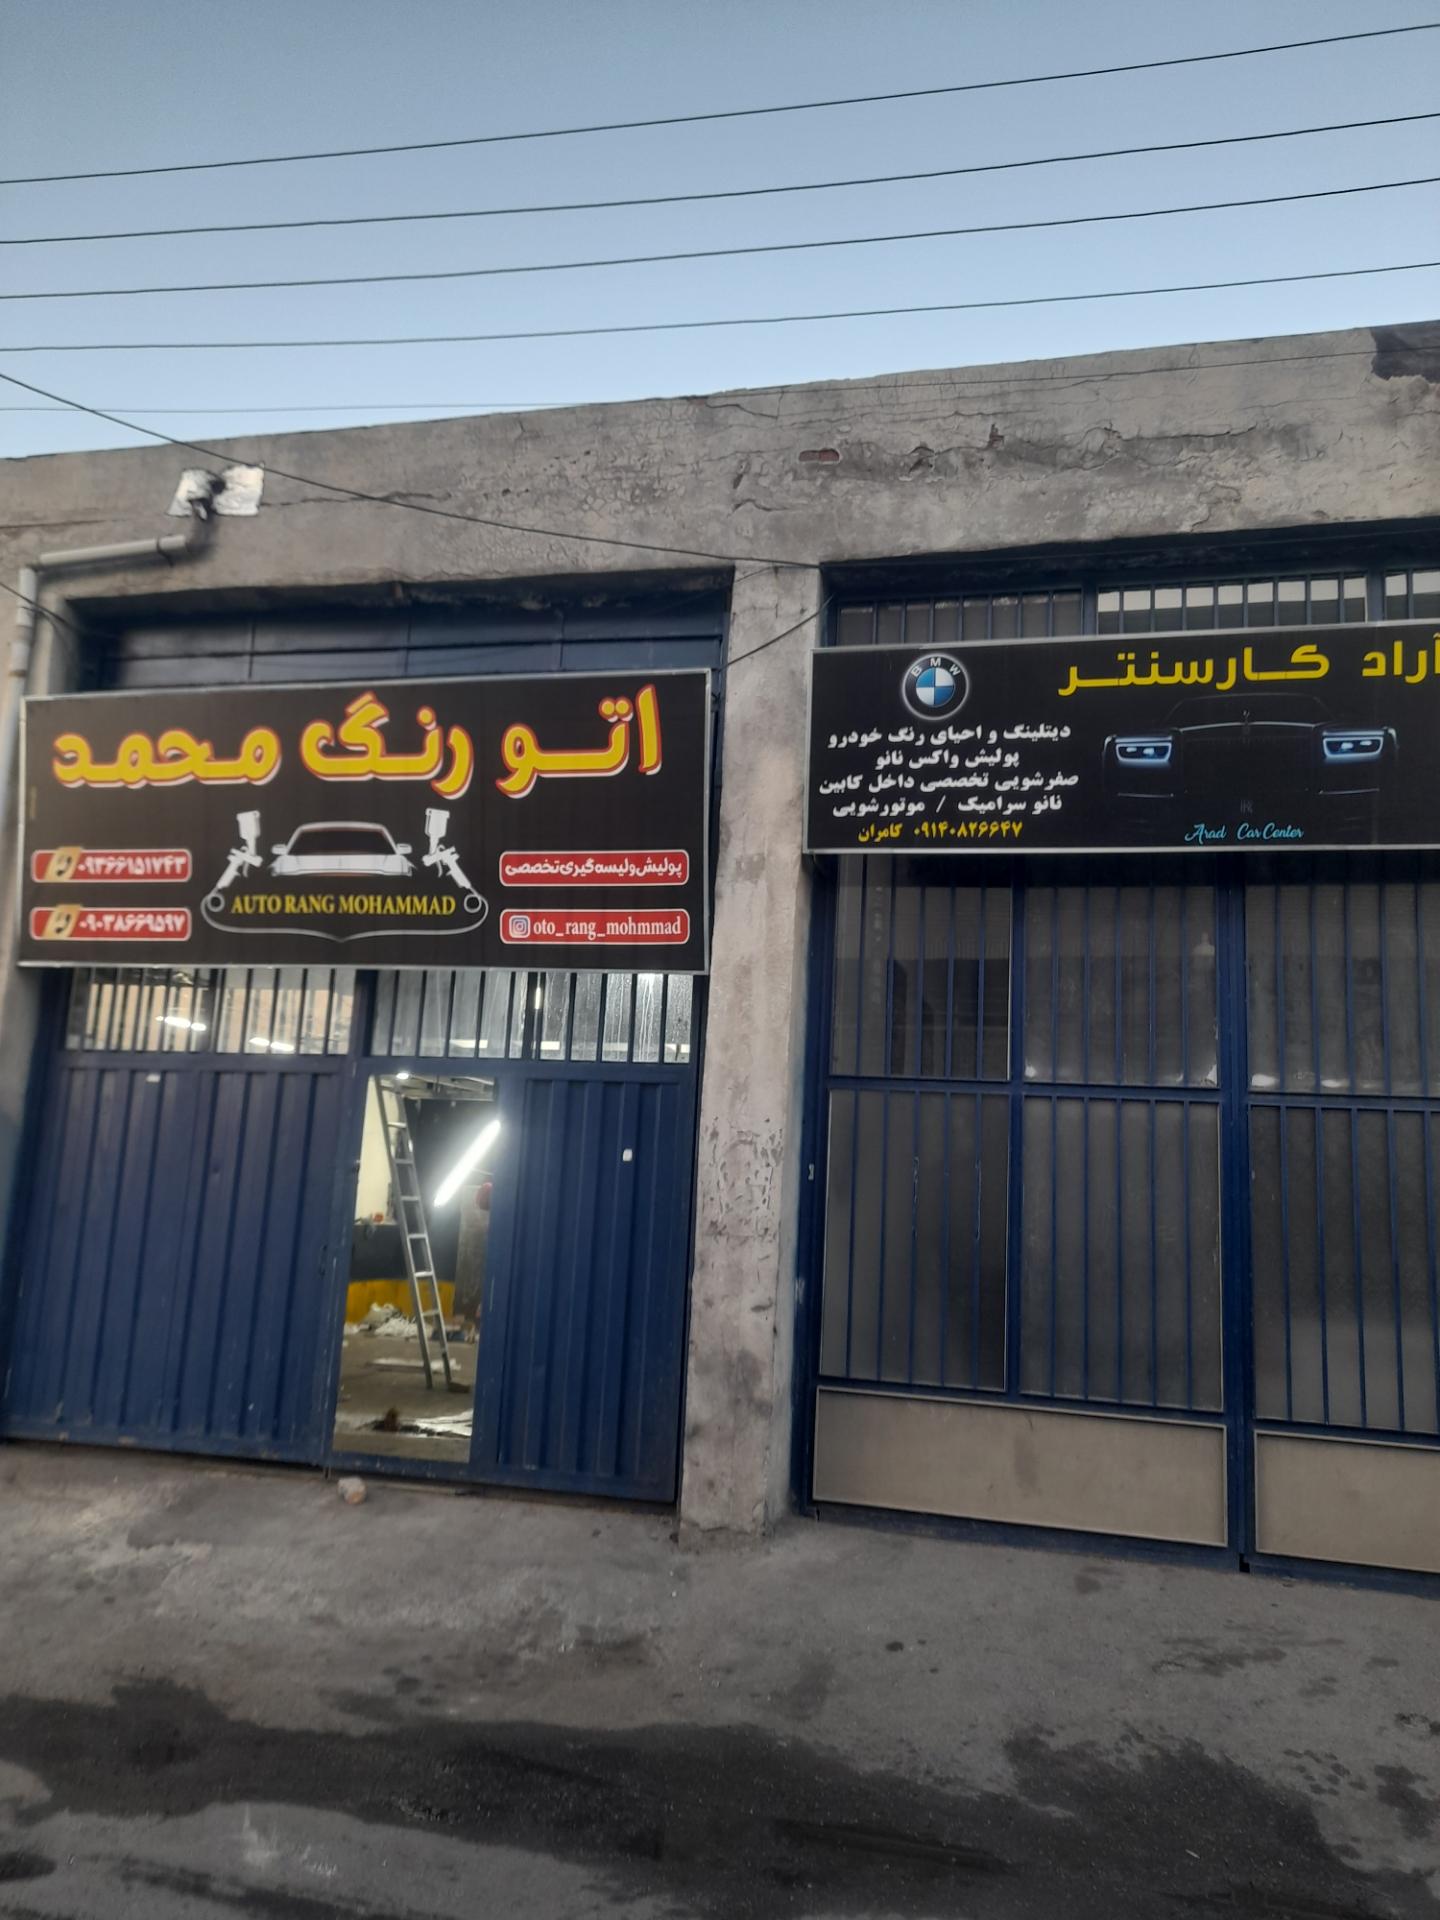 اتو رنگ محمد
۰۹۳۶۶۱۵۱۷۴۳
۰۹۰۳۸۶۶۹۵۹۷
AUTO RANG MOHAMMAD
پولیش ولیسه گیری تخصصی
oto_rang_mohmmad
آراد کارسنتر
BMW
دیتلینگ و احیای رنگ خودرو
پولیش واکس نانو
صفرشویی تخصصی داخل کابین
نانو سرامیک / موتورشویی
۰۹۱۴۰۸۲۶۶۴۷ کامران
Arad Car Center